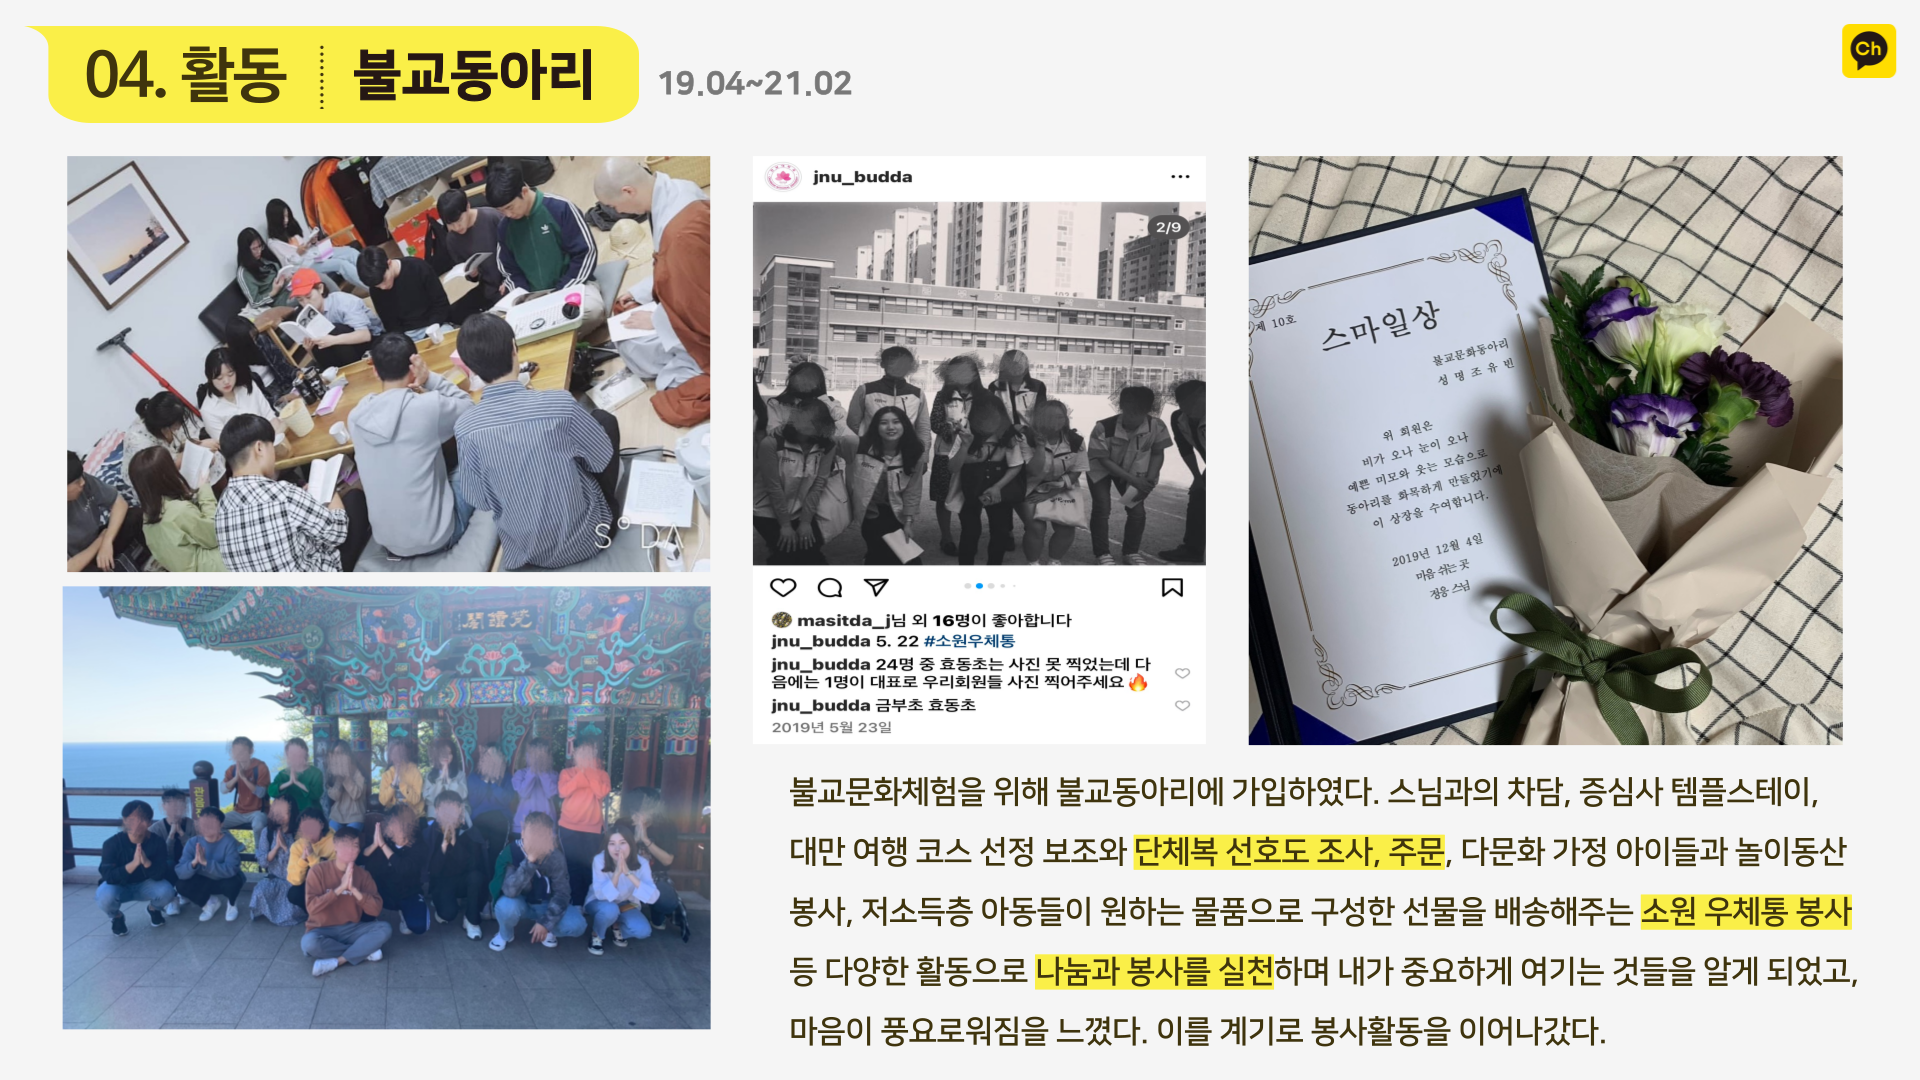 04. 활동
불교동아리
19.04~21.02
Ch
S°DA
jnu_budda
2/9
masitda_j님 외 16명이 좋아합니다
jnu_budda 5. 22 #소원우체통
jnu_budda 24명 중 효동초는 사진 못 찍었는데 다
음에는 1명이 대표로 우리회원들 사진 찍어주세요🔥
jnu_budda 금부초 효동초
2019년 5월 23일
제 10호
스마일상
불교문화동아리
성 명 조 유 빈
위 회원은
비가 오나 눈이 오나
예쁜 미모와 웃는 모습으로
동아리를 화목하게 만들었기에
이 상장을 수여합니다.
2019년 12월 4일
마음 쉬는 곳
정응 스님
불교문화체험을 위해 불교동아리에 가입하였다. 스님과의 차담, 증심사 템플스테이,
대만 여행 코스 선정 보조와 단체복 선호도 조사, 주문, 다문화 가정 아이들과 놀이동산
봉사, 저소득층 아동들이 원하는 물품으로 구성한 선물을 배송해주는 소원 우체통 봉사
등 다양한 활동으로 나눔과 봉사를 실천하며 내가 중요하게 여기는 것들을 알게 되었고,
마음이 풍요로워짐을 느꼈다. 이를 계기로 봉사활동을 이어나갔다.